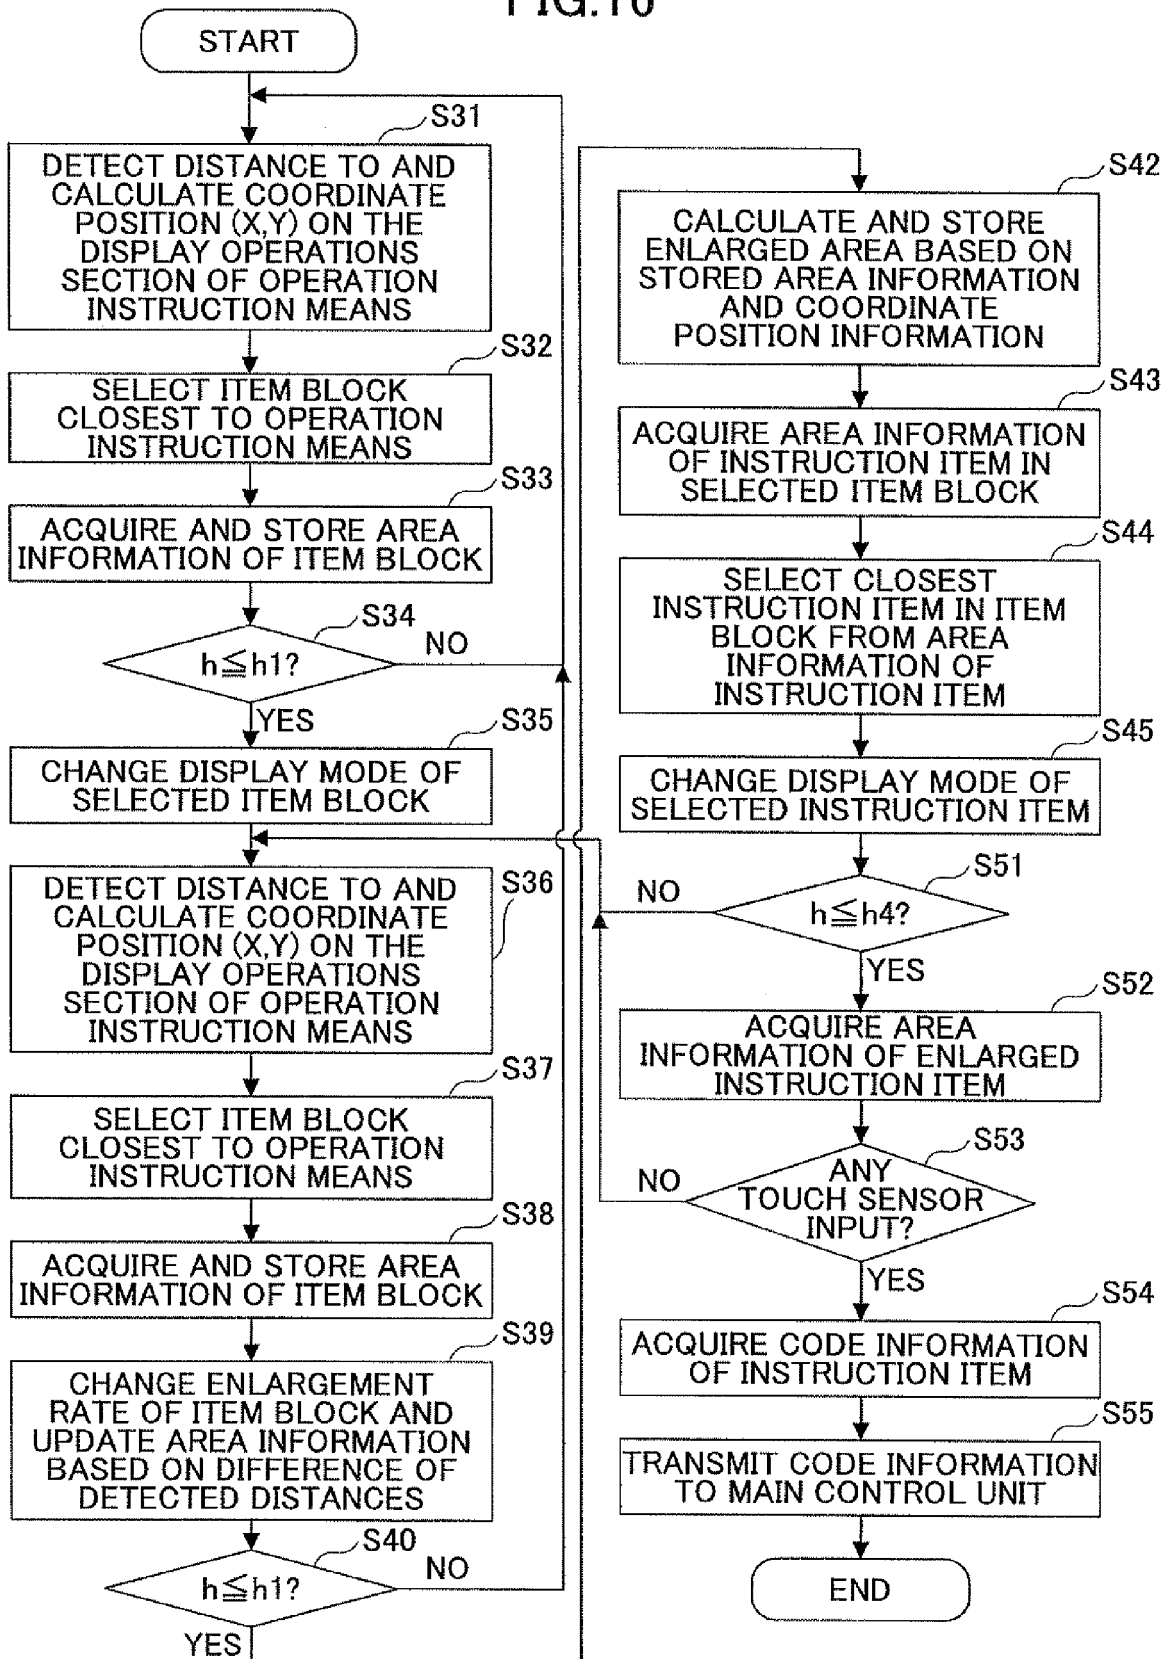 FIG.16
START
S31
DETECT DISTANCE TO AND
CALCULATE COORDINATE
POSITION (X,Y) ON THE
DISPLAY OPERATIONS
SECTION OF OPERATION
INSTRUCTION MEANS
S32
SELECT ITEM BLOCK
CLOSEST TO OPERATION
INSTRUCTION MEANS
S33
ACQUIRE AND STORE AREA
INFORMATION OF ITEM BLOCK
S34
h≦h1?
NO
YES
S35
CHANGE DISPLAY MODE OF
SELECTED ITEM BLOCK
S36
DETECT DISTANCE TO AND
CALCULATE COORDINATE
POSITION (X,Y) ON THE
DISPLAY OPERATIONS
SECTION OF OPERATION
INSTRUCTION MEANS
S37
SELECT ITEM BLOCK
CLOSEST TO OPERATION
INSTRUCTION MEANS
S38
ACQUIRE AND STORE AREA
INFORMATION OF ITEM BLOCK
S39
CHANGE ENLARGEMENT
RATE OF ITEM BLOCK AND
UPDATE AREA INFORMATION
BASED ON DIFFERENCE OF
DETECTED DISTANCES
S40
h≦h1?
NO
YES
S42
CALCULATE AND STORE
ENLARGED AREA BASED ON
STORED AREA INFORMATION
AND COORDINATE
POSITION INFORMATION
S43
ACQUIRE AREA INFORMATION
OF INSTRUCTION ITEM IN
SELECTED ITEM BLOCK
S44
SELECT CLOSEST
INSTRUCTION ITEM IN ITEM
BLOCK FROM AREA
INFORMATION OF
INSTRUCTION ITEM
S45
CHANGE DISPLAY MODE OF
SELECTED INSTRUCTION ITEM
S51
h≦h4?
NO
YES
S52
ACQUIRE AREA
INFORMATION OF ENLARGED
INSTRUCTION ITEM
S53
ANY
TOUCH SENSOR
INPUT?
NO
YES
S54
ACQUIRE CODE INFORMATION
OF INSTRUCTION ITEM
S55
TRANSMIT CODE INFORMATION
TO MAIN CONTROL UNIT
END